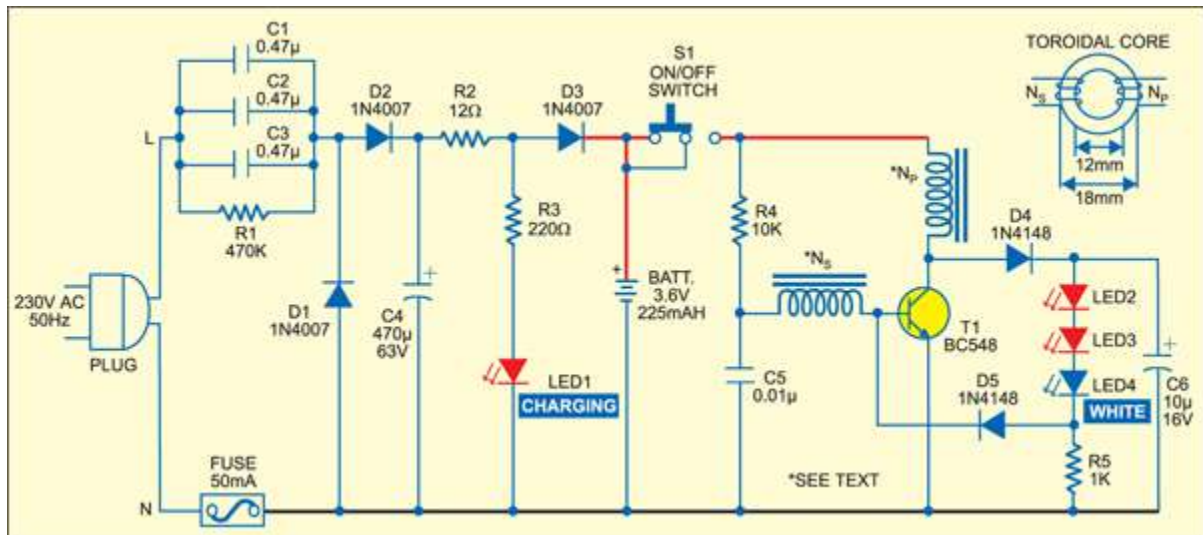 C1
0.47µ
C2
0.47µ
C3
0.47µ
R1
470K
L
230V AC
50Hz
PLUG
N
FUSE
50mA
D2
1N4007
R2
12Ω
D3
1N4007
D1
1N4007
C4
470µ
63V
+
R3
220Ω
LED1
CHARGING
S1
ON/OFF
SWITCH
+
BATT.
3.6V
225mAH
R4
10K
*NS
C5
0.01µ
*NP
T1
BC548
D4
1N4148
D5
1N4148
LED2
LED3
LED4
WHITE
+
C6
10µ
16V
R5
1K
*SEE TEXT
TOROIDAL CORE
NS
NP
12mm
18mm